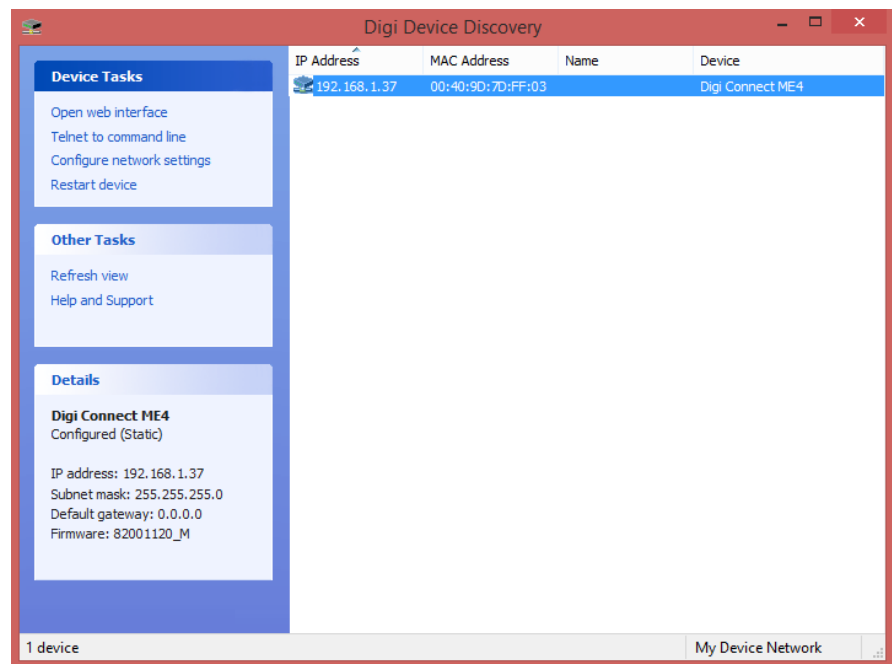 Digi Device Discovery
Device Tasks
Open web interface
Telnet to command line
Configure network settings
Restart device
Other Tasks
Refresh view
Help and Support
Details
Digi Connect ME4
Configured (Static)
IP address: 192.168.1.37
Subnet mask: 255.255.255.0
Default gateway: 0.0.0.0
Firmware: 82001120_M
IP Address MAC Address Name Device
192.168.1.37 00:40:9D:7D:FF:03 Digi Connect ME4
1 device My Device Network